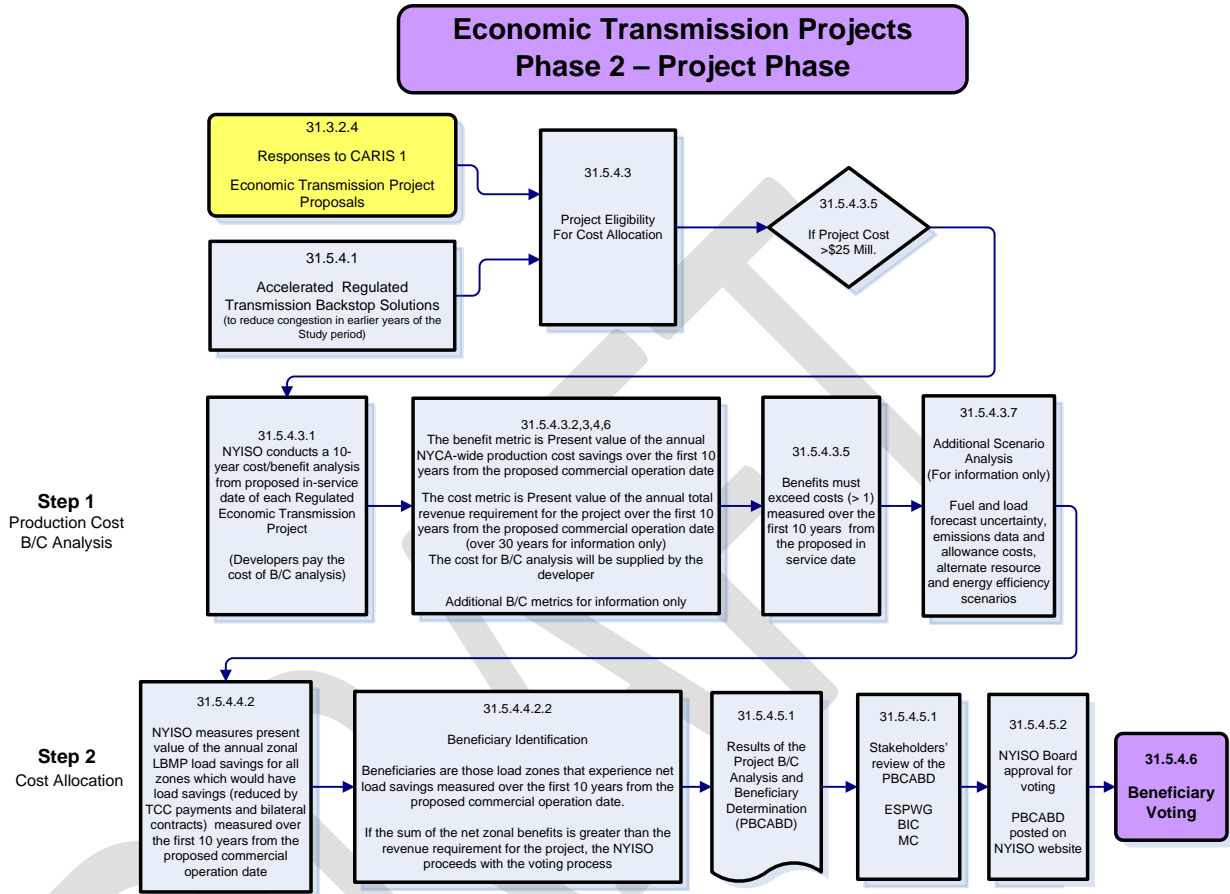 Economic Transmission Projects
Phase 2 – Project Phase
31.3.2.4
Responses to CARIS 1
Economic Transmission Project
Proposals
31.5.4.1
Accelerated Regulated
Transmission Backstop Solutions
(to reduce congestion in earlier years of the
Study period)
31.5.4.3
Project Eligibility
For Cost Allocation
31.5.4.3.5
If Project Cost
>$25 Mill.
Step 1
Production Cost
B/C Analysis
31.5.4.3.1
NYISO conducts a 10-
year cost/benefit analysis
from proposed in-service
date of each Regulated
Economic Transmission
Project
(Developers pay the
cost of B/C analysis)
31.5.4.3.2,3,4,6
The benefit metric is Present value of the annual
NYCA-wide production cost savings over the first 10
years from the proposed commercial operation date
The cost metric is Present value of the annual total
revenue requirement for the project over the first 10
years from the proposed commercial operation date
(over 30 years for information only)
The cost for B/C analysis will be supplied by the
developer
Additional B/C metrics for information only
31.5.4.3.5
Benefits must
exceed costs (> 1)
measured over the
first 10 years from
the proposed in
service date
31.5.4.3.7
Additional Scenario
Analysis
(For information only)
Fuel and load
forecast uncertainty,
emissions data and
allowance costs,
alternate resource
and energy efficiency
scenarios
Step 2
Cost Allocation
31.5.4.4.2
NYISO measures present
value of the annual zonal
LBMP load savings for all
zones which would have
load savings (reduced by
TCC payments and bilateral
contracts) measured over
the first 10 years from the
proposed commercial
operation date
31.5.4.4.2.2
Beneficiary Identification
Beneficiaries are those load zones that experience net
load savings measured over the first 10 years from the
proposed commercial operation date.
If the sum of the net zonal benefits is greater than the
revenue requirement for the project, the NYISO
proceeds with the voting process
31.5.4.5.1
Results of the
Project B/C
Analysis and
Beneficiary
Determination
(PBCABD)
31.5.4.5.1
Stakeholders'
review of the
PBCABD
ESPWG
BIC
MC
31.5.4.5.2
NYISO Board
approval for
voting
PBCABD
posted on
NYISO website
31.5.4.6
Beneficiary
Voting